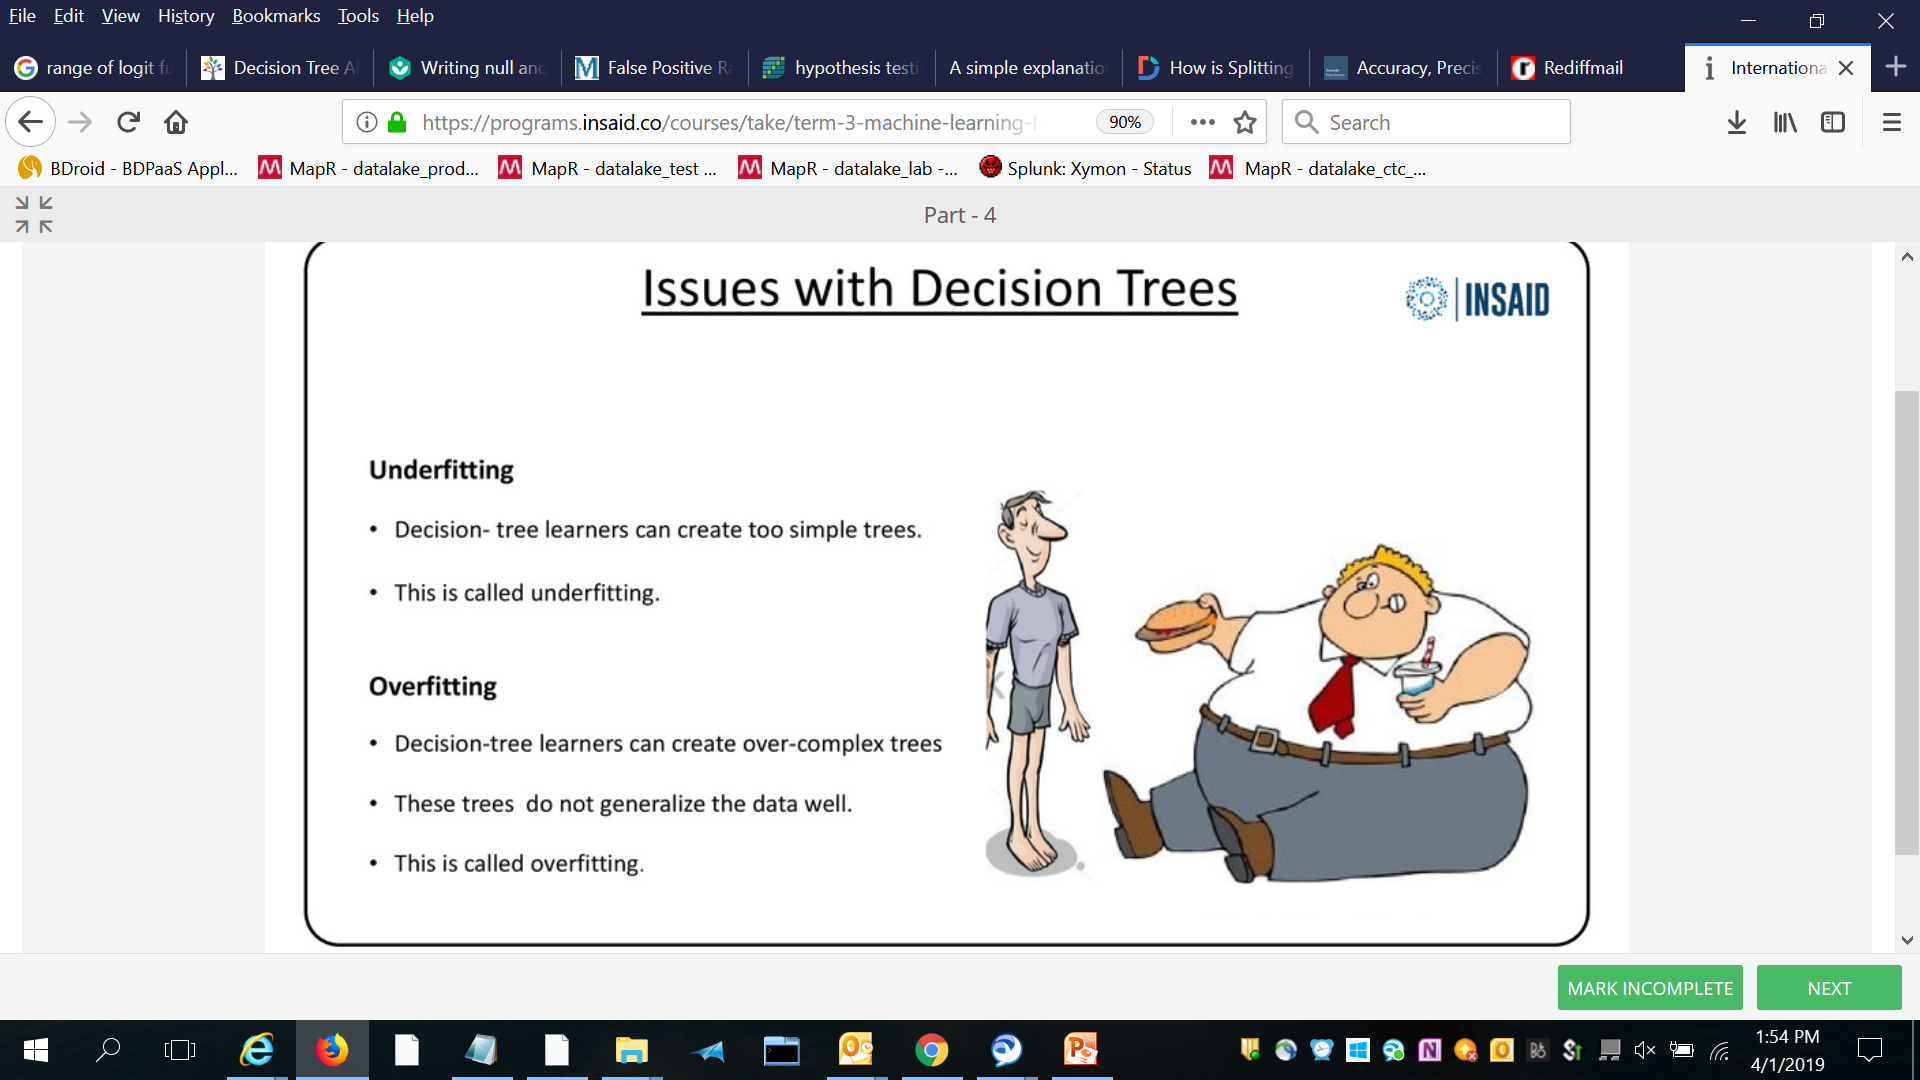 File Edit View History Bookmarks Tools Help
range of logit fu
Decision Tree Al
Writing null and
False Positive Ra
hypothesis testi
A simple explanatio
How is Splitting
Accuracy, Precis
Rediffmail
Internationa
https://programs.insaid.co/courses/take/term-3-machine-learning-l
90%
Search
BDroid - BDPaaS Appl...
MapR - datalake_prod...
MapR - datalake_test ...
MapR - datalake_lab -...
Splunk: Xymon - Status
MapR - datalake_ctc_...
Part - 4
Issues with Decision Trees
INSAID
Underfitting
• Decision- tree learners can create too simple trees.
• This is called underfitting.
Overfitting
• Decision-tree learners can create over-complex trees
• These trees do not generalize the data well.
• This is called overfitting.
MARK INCOMPLETE
NEXT
1:54 PM
4/1/2019